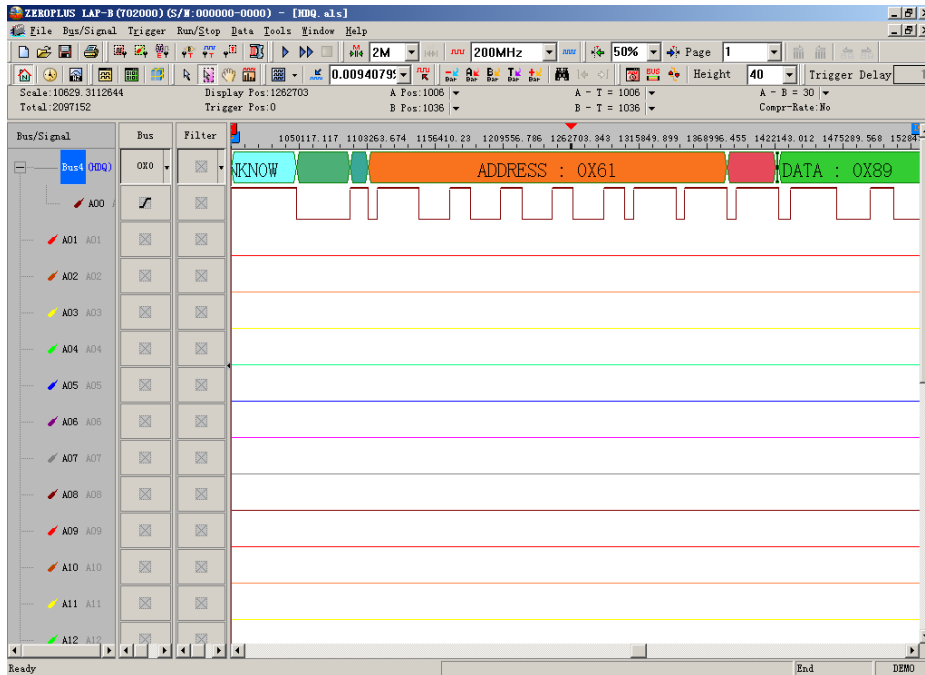 ZEROPLUS LAP-B(702000)(S/N:000000-0000) - [HDQ.als]
File Bus/Signal Trigger Run/Stop Data Tools Window Help
2M 200MHz 50% Page 1
Height 40 Trigger Delay
Scale:10629.3112644 Display Pos:1262703 A Pos:1006 A - T = 1006 A - B = 30
Total:2097152 Trigger Pos:0 B Pos:1036 B - T = 1036 Compr-Rate:No
Bus/Signal Bus Filter 1050117.117 1103263.674 1156410.23 1209556.786 1262703.343 1315849.899 1368996.455 1422143.012 1475289.568
Bus4 (HDQ) 0X0 ADDRESS : 0X61 DATA : 0X89
A00
A01 A01
A02 A02
A03 A03
A04 A04
A05 A05
A06 A06
A07 A07
A08 A08
A09 A09
A10 A10
A11 A11
A12 A12
Ready End DEMO